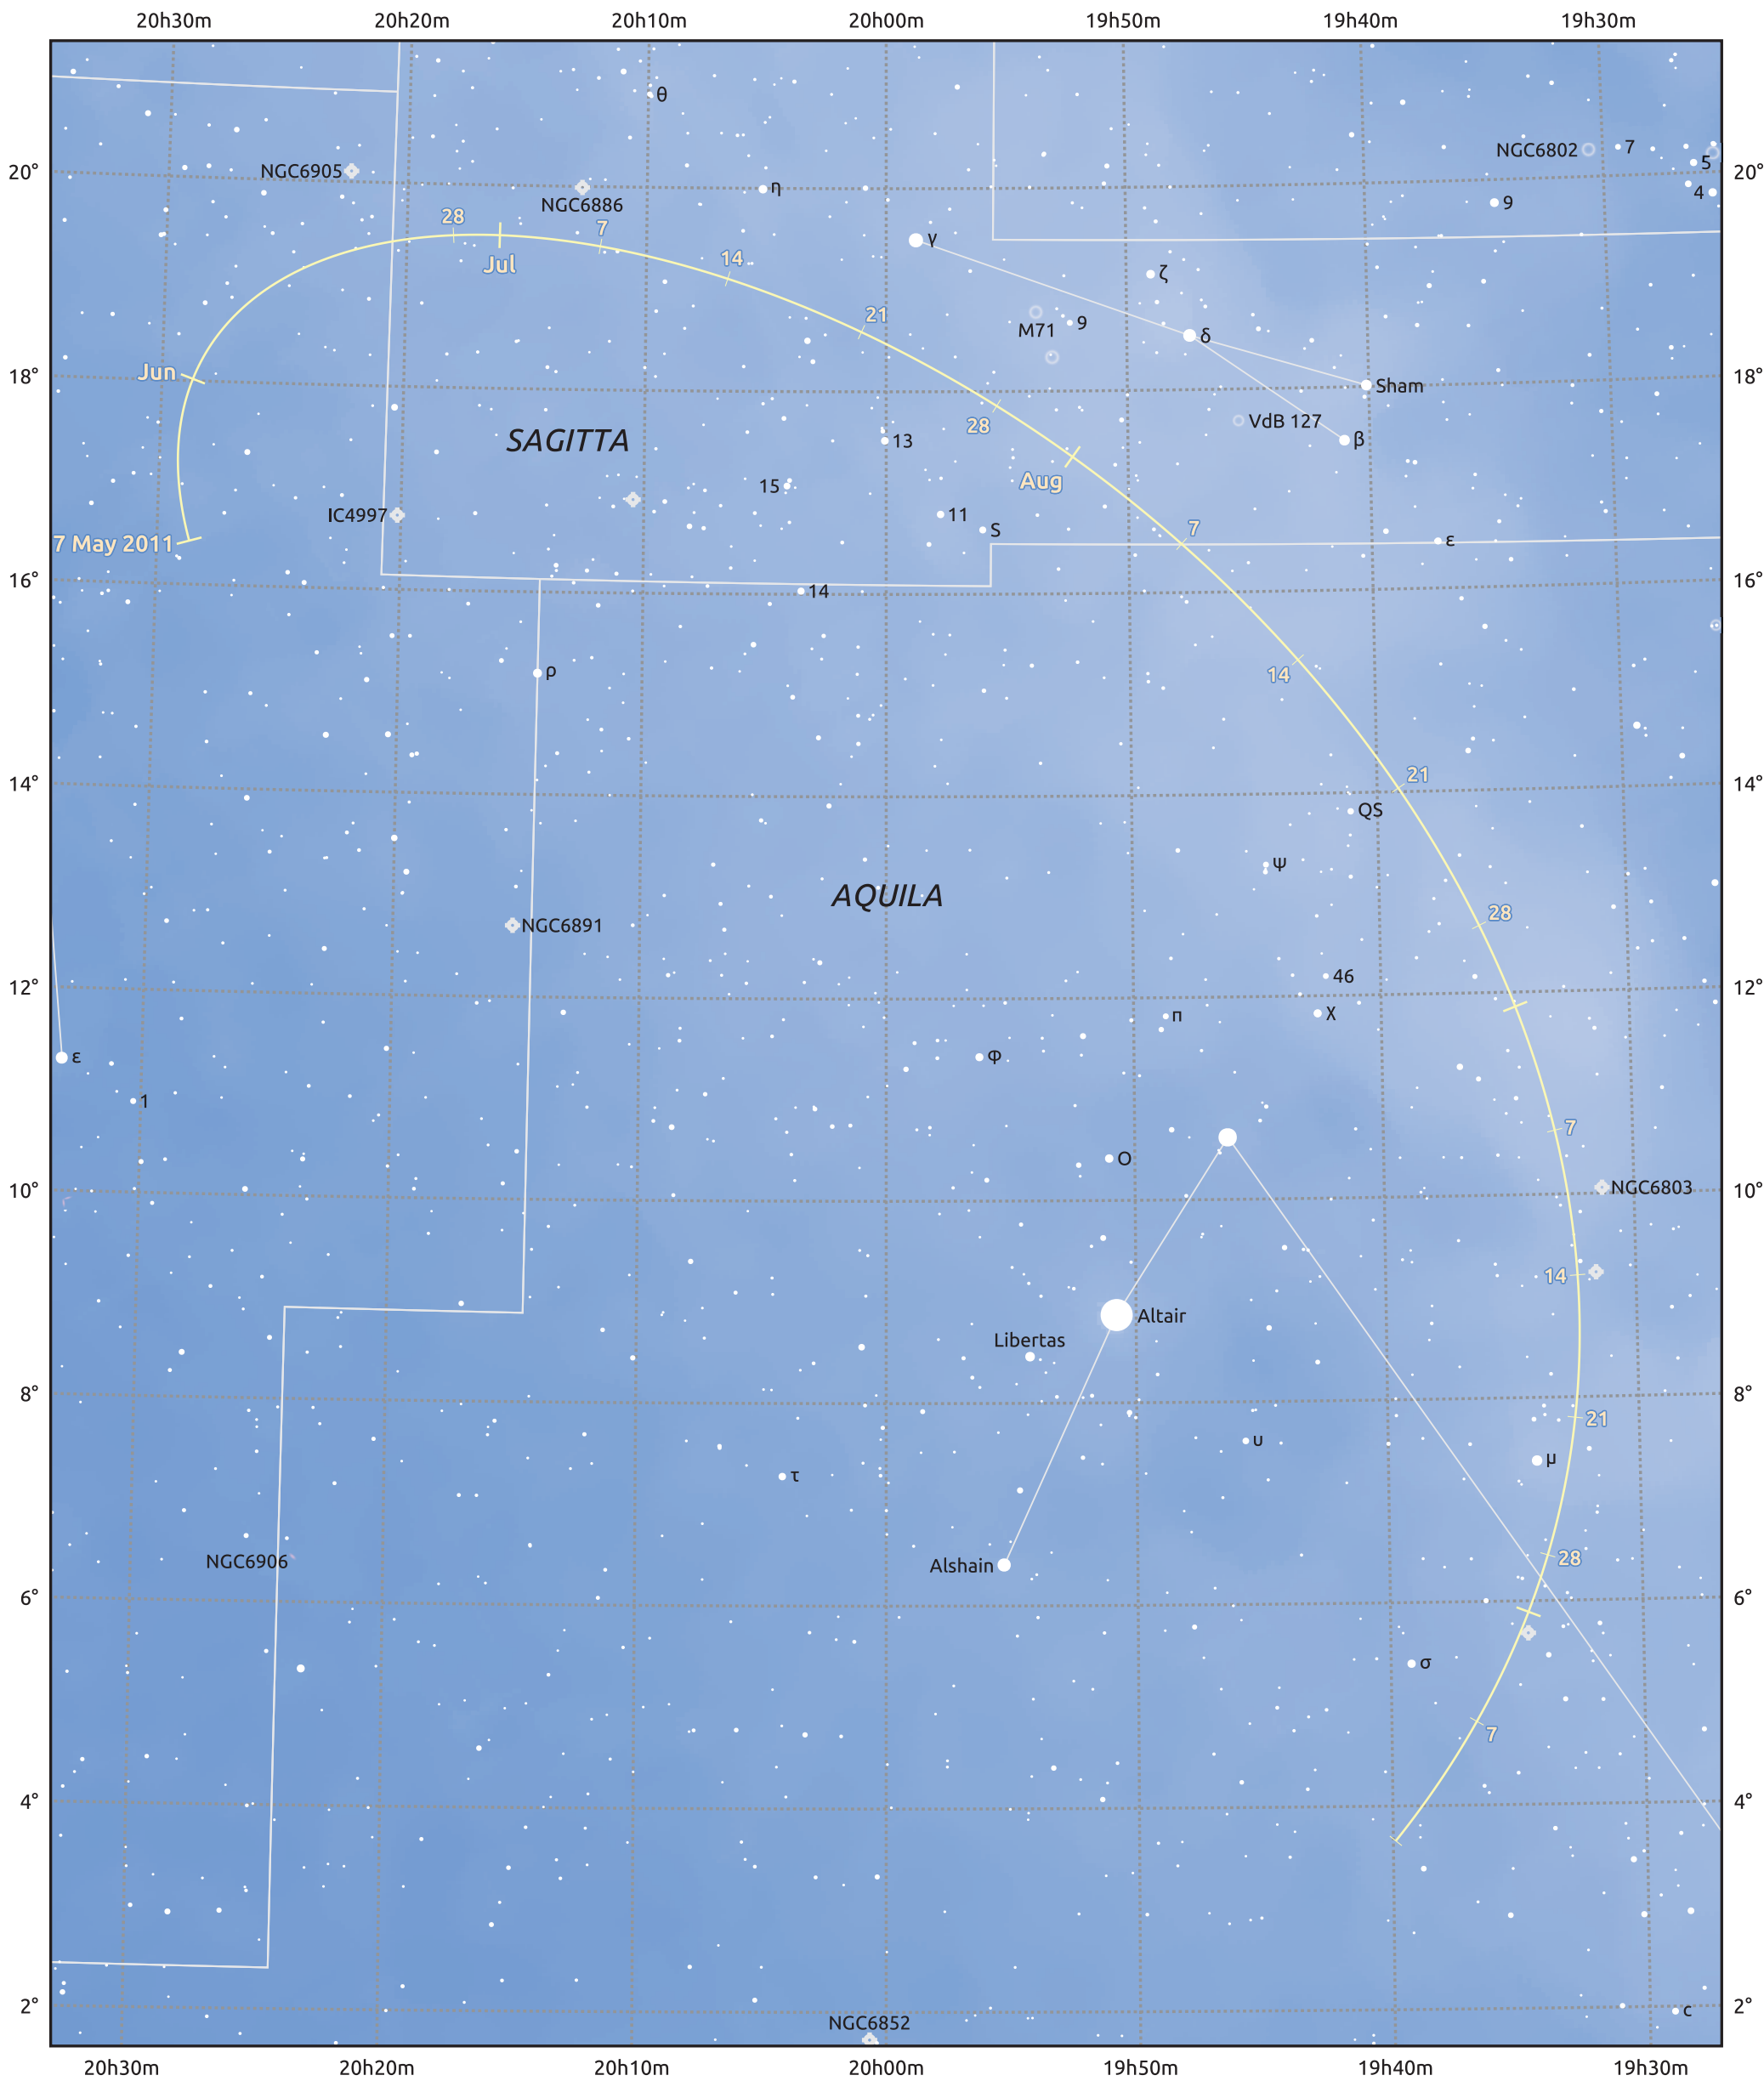 20h30m 20h20m 20h10m 20h00m 19h50m 19h40m 19h30m
θ
NGC6802 7
20° NGC6905 5 20°
NGC6886 η 4
9
28 7 γ
Jul 14 ζ
21 M71 9 δ
18° Jun Sham 18°
28 VdB 127
SAGITTA 13 β
15 Aug
IC4997 11 S 7
7 May 2011 ε
16° 14 16°
ρ 14
14° 21 14°
QS
ψ
AQUILA 28
NGC6891
46
12° 12°
π χ
ε φ
1 7
O
10° NGC6803 10°
14
Altair
Libertas
8° 8°
21
υ
τ μ
NGC6906 Alshain 28
6° 6°
σ
7
4° 4°
2° c 2°
NGC6852
20h30m 20h20m 20h10m 20h00m 19h50m 19h40m 19h30m